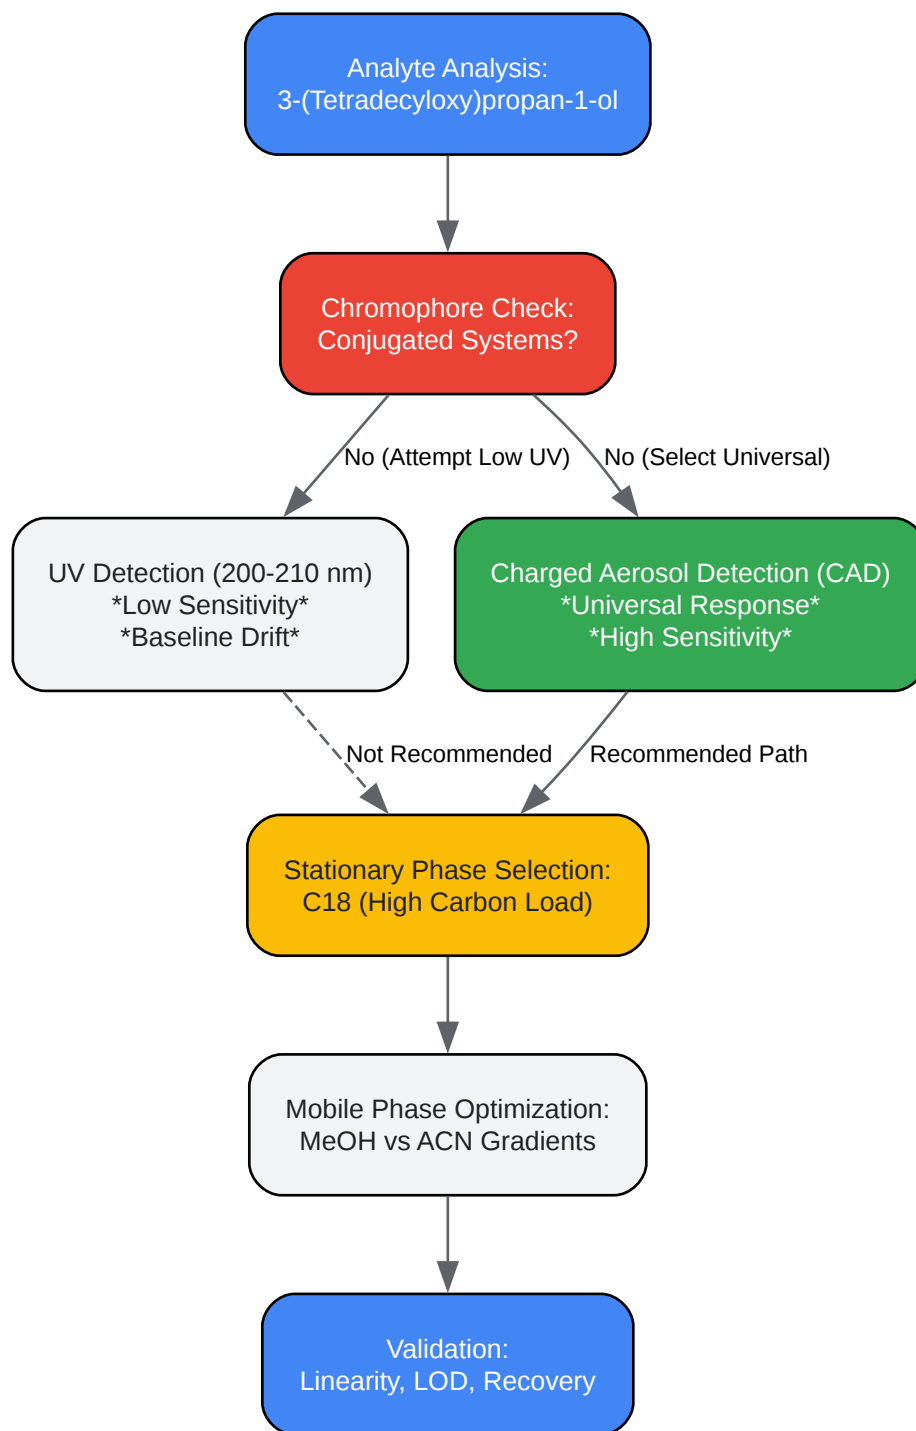 Analyte Analysis:
3-(Tetradecyloxy)propan-1-ol
Chromophore Check:
Conjugated Systems?
No (Attempt Low UV)
No (Select Universal)
UV Detection (200-210 nm)
*Low Sensitivity*
*Baseline Drift*
Charged Aerosol Detection (CAD)
*Universal Response*
*High Sensitivity*
Not Recommended
Recommended Path
Stationary Phase Selection:
C18 (High Carbon Load)
Mobile Phase Optimization:
MeOH vs ACN Gradients
Validation:
Linearity, LOD, Recovery